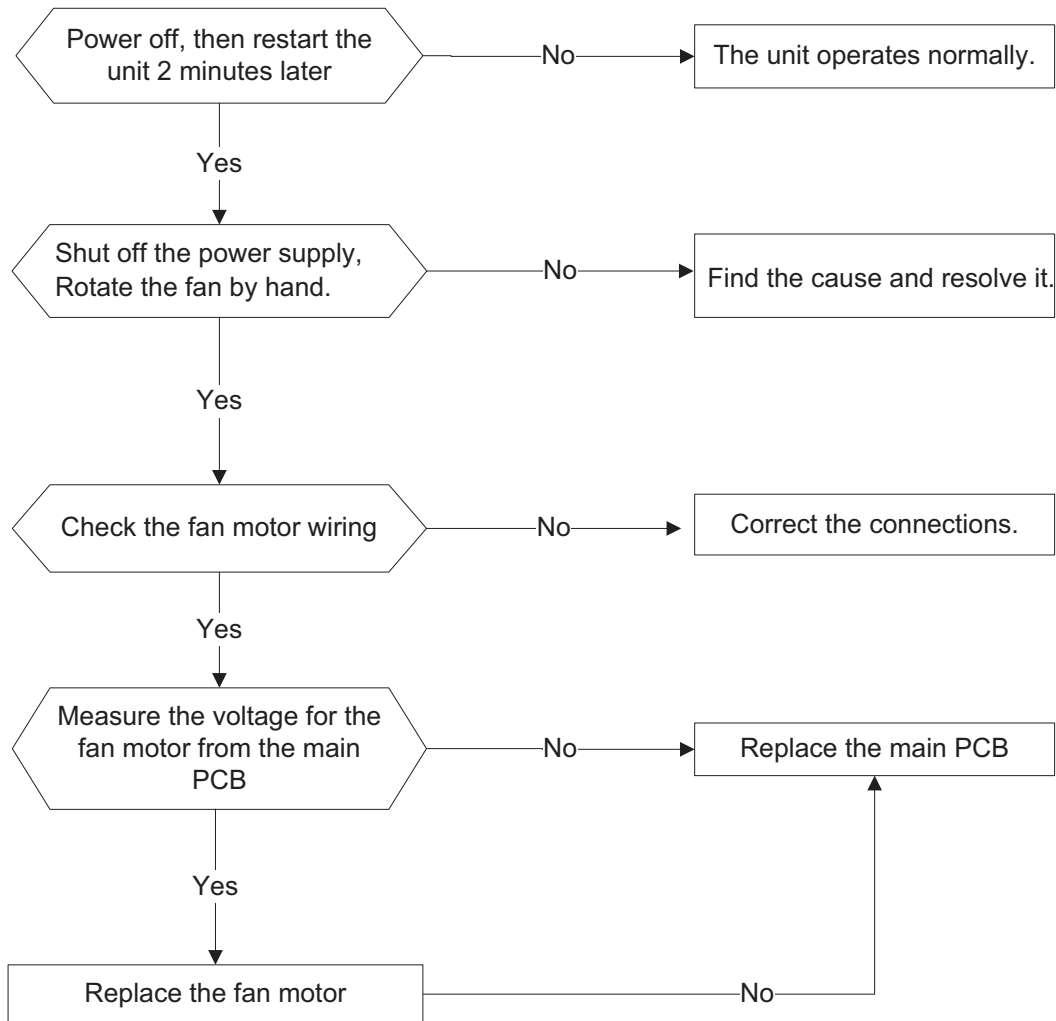 Power off, then restart the
unit 2 minutes later
No
The unit operates normally.
Yes
Shut off the power supply,
Rotate the fan by hand.
No
Find the cause and resolve it.
Yes
Check the fan motor wiring
No
Correct the connections.
Yes
Measure the voltage for the
fan motor from the main
PCB
No
Replace the main PCB
Yes
Replace the fan motor
No